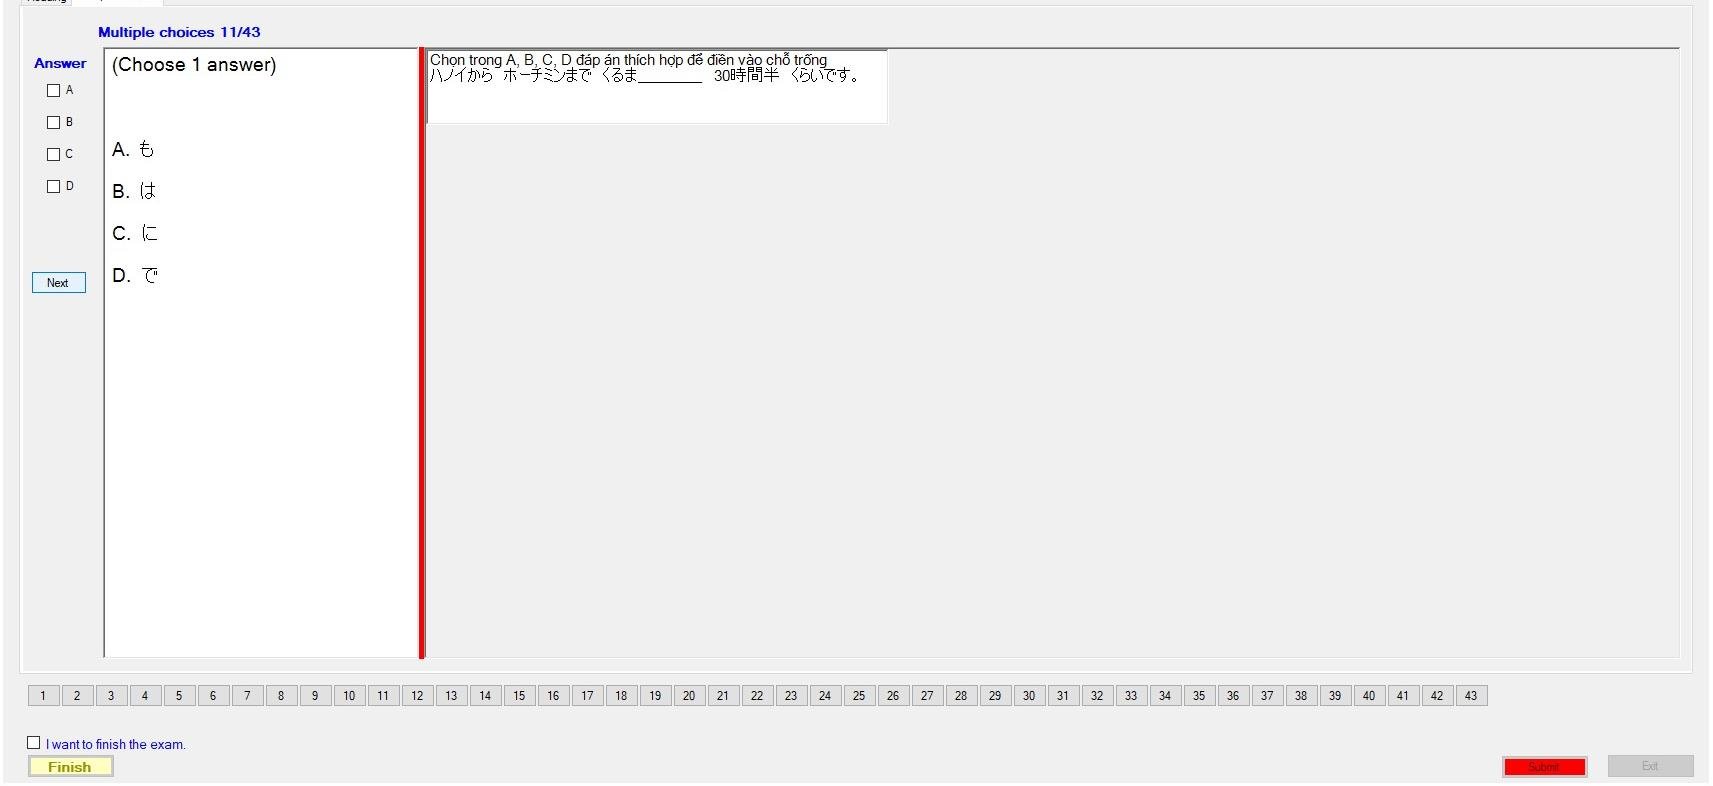 Multiple choices 11/43
Answer
A
B
C
D
Next
(Choose 1 answer)
A. も
B. は
C. に
D. で
Chọn trong A, B, C, D đáp án thích hợp để điền vào chỗ trống
ハノイから ホーチミンまで くるま________ 30時間半 くらいです。
1 2 3 4 5 6 7 8 9 10 11 12 13 14 15 16 17 18 19 20 21 22 23 24 25 26 27 28 29 30 31 32 33 34 35 36 37 38 39 40 41 42 43
I want to finish the exam.
Finish
Submit
Exit